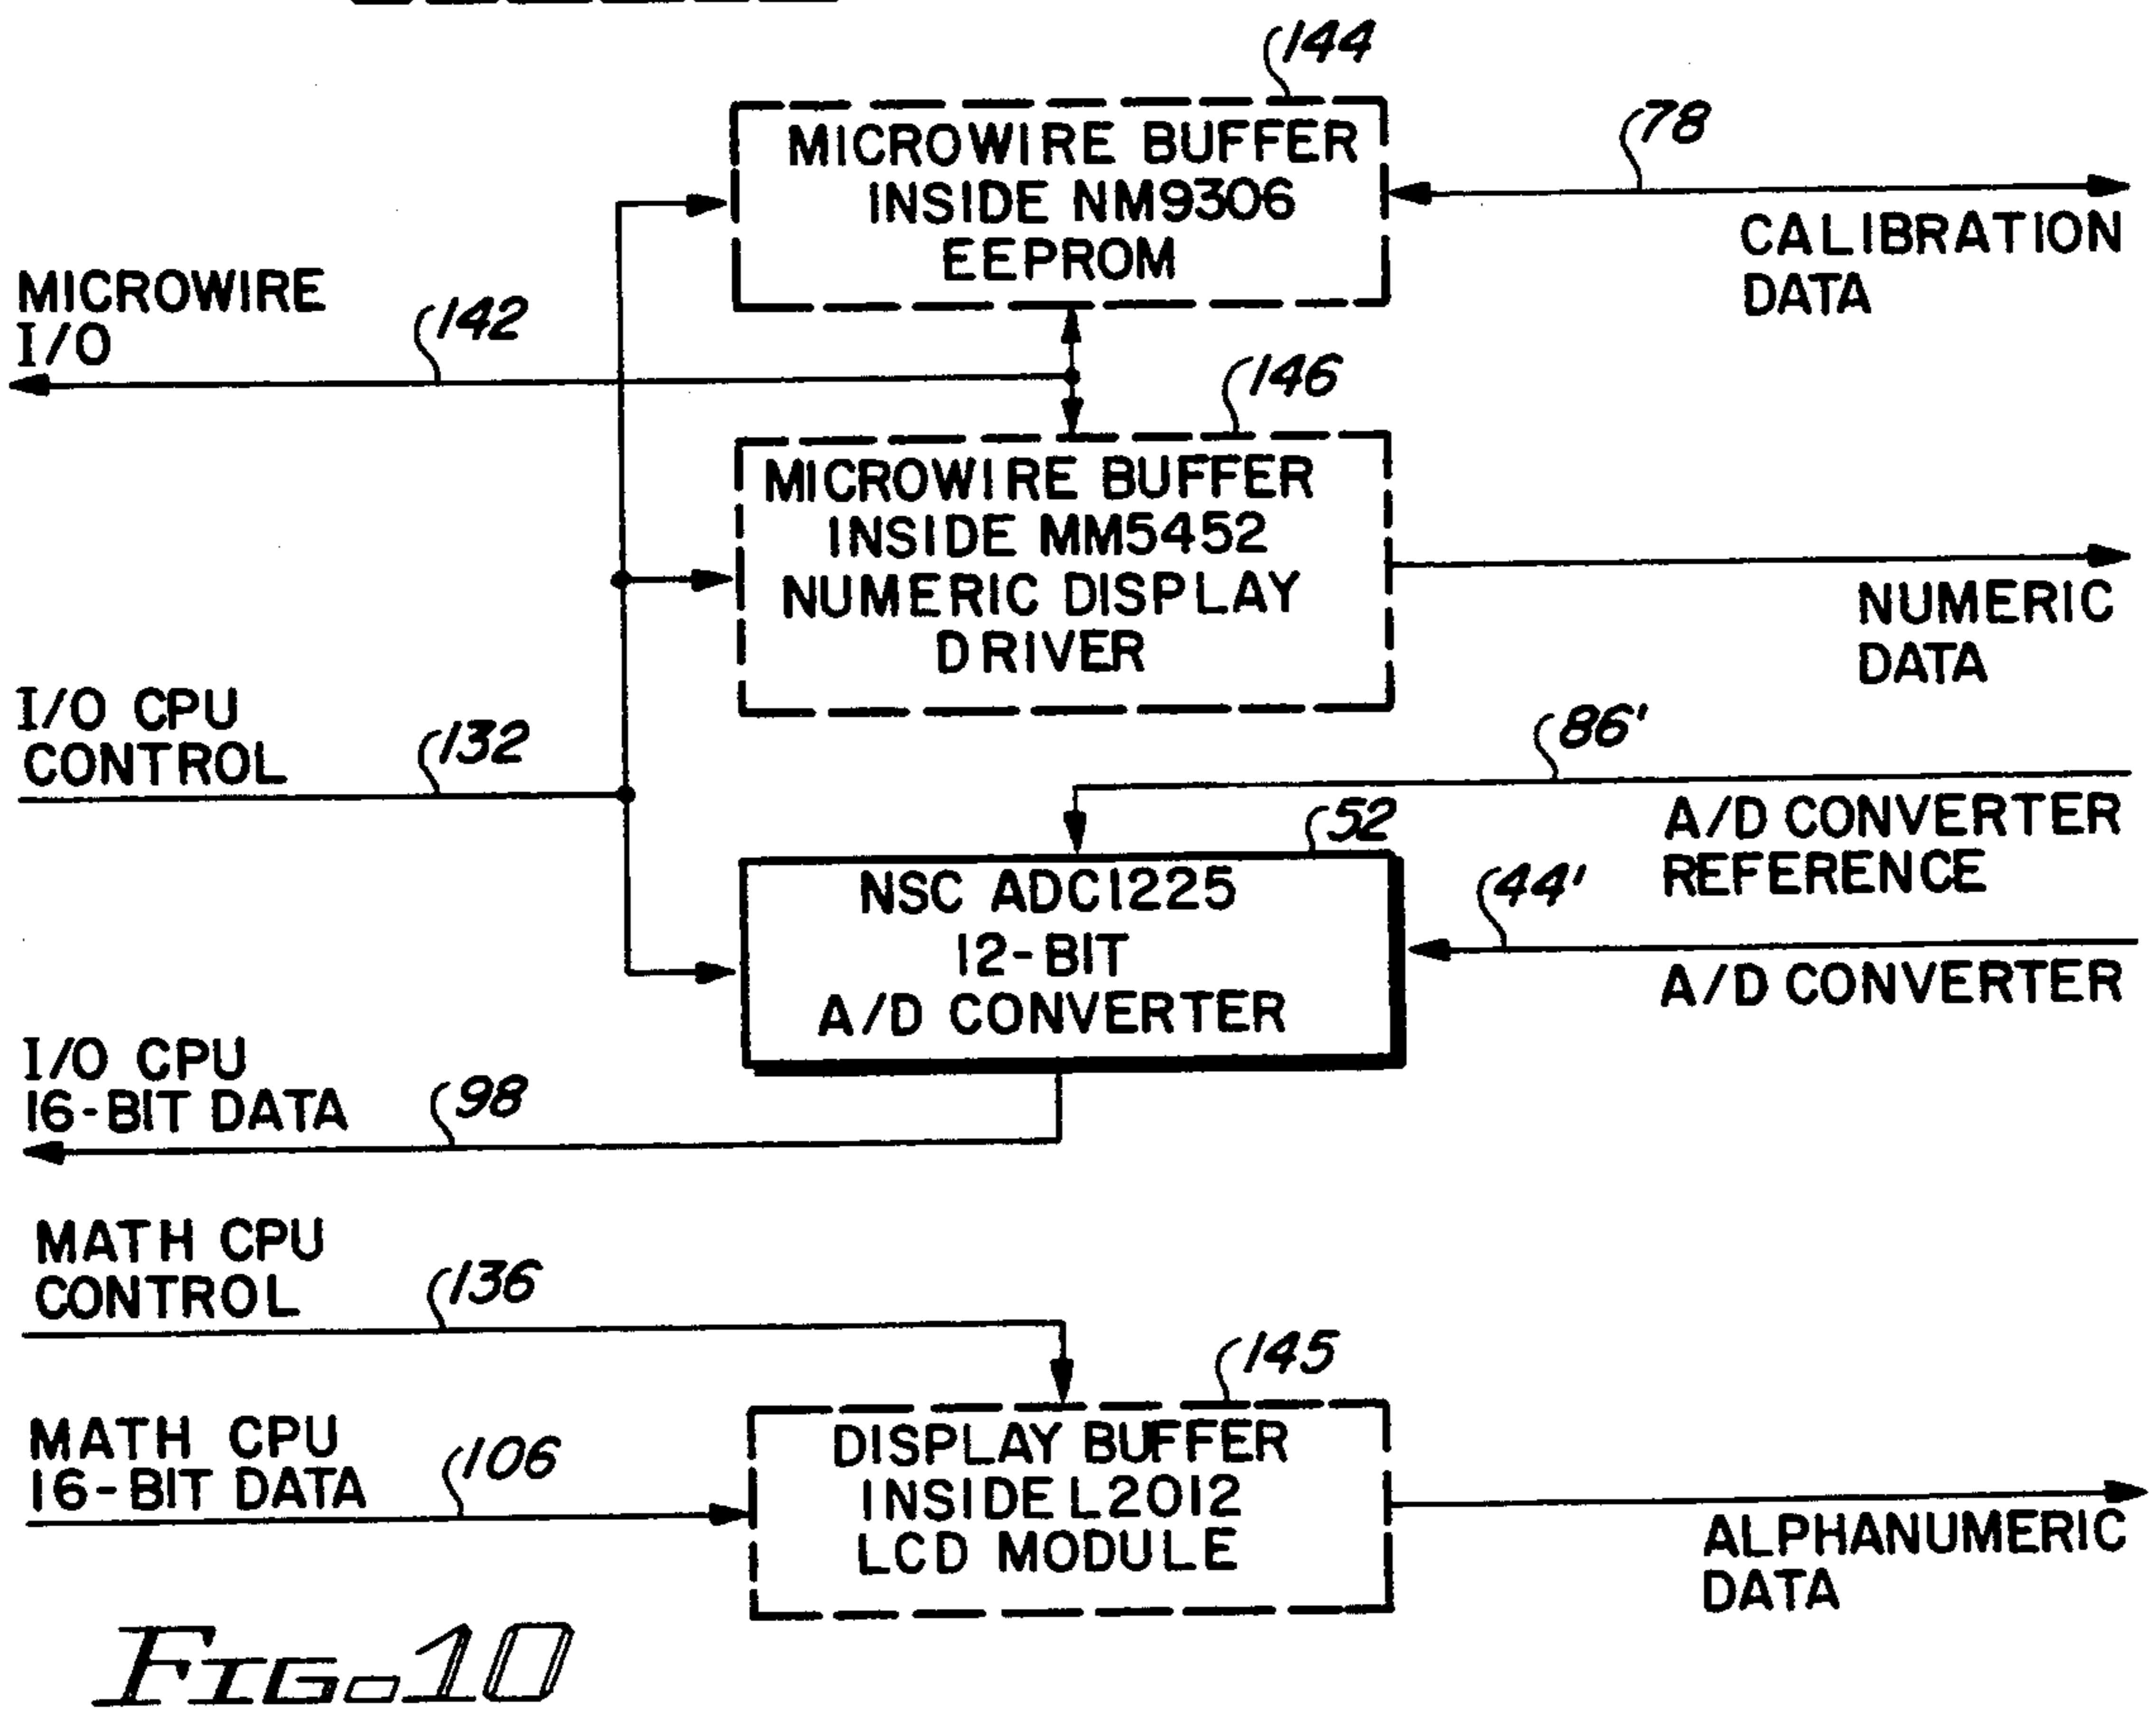 144
MICROWIRE BUFFER
INSIDE NM9306
EEPROM
78
CALIBRATION
DATA
MICROWIRE
I/O
142
146
MICROWIRE BUFFER
INSIDE MM5452
NUMERIC DISPLAY
DRIVER
NUMERIC
DATA
I/O CPU
CONTROL
132
86'
A/D CONVERTER
REFERENCE
52
NSC ADC1225
12-BIT
A/D CONVERTER
44'
A/D CONVERTER
I/O CPU
16-BIT DATA
98
MATH CPU
CONTROL
136
145
MATH CPU
16-BIT DATA
106
DISPLAY BUFFER
INSIDE L2012
LCD MODULE
ALPHANUMERIC
DATA
FIG. 10